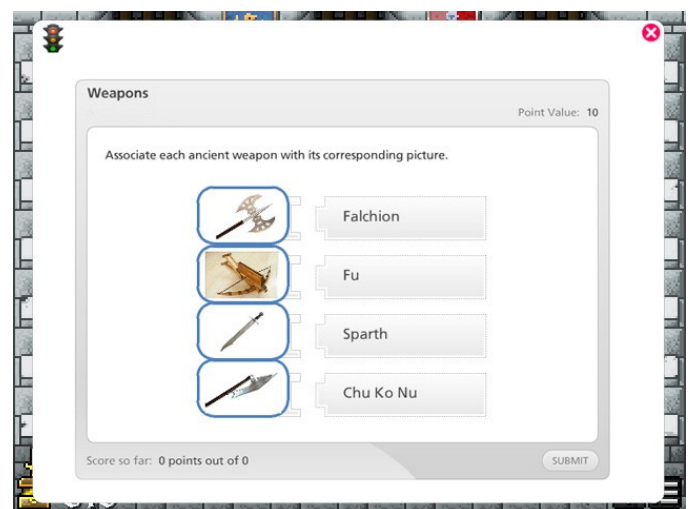 Weapons
Point Value: 10
Associate each ancient weapon with its corresponding picture.
Falchion
Fu
Sparth
Chu Ko Nu
Score so far: 0 points out of 0
SUBMIT